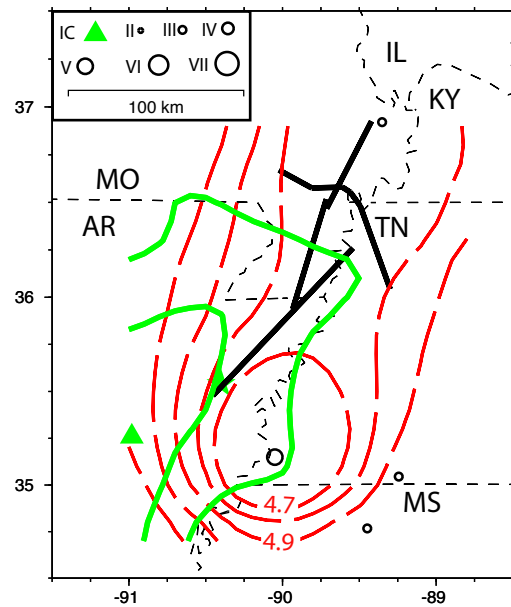 IC II III IV
V VI VII
100 km
IL
KY
37
MO
AR
TN
36
35
MS
4.7
4.9
-91 -90 -89